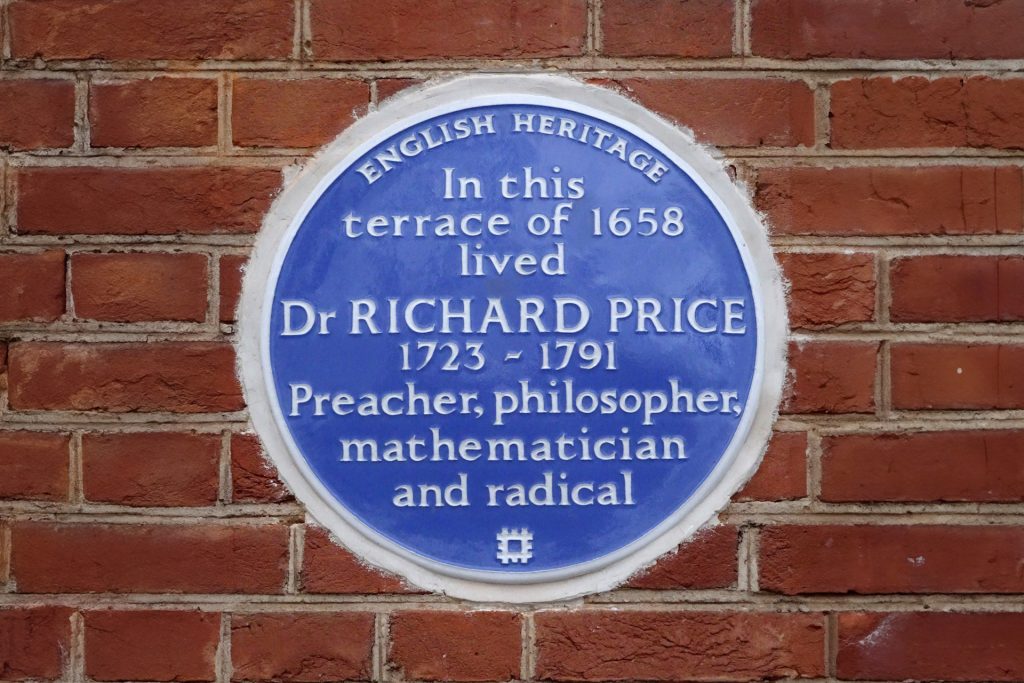 ENGLISH HERITAGE
In this
terrace of 1658
lived
Dr RICHARD PRICE
1723 - 1791
Preacher, philosopher,
mathematician
and radical